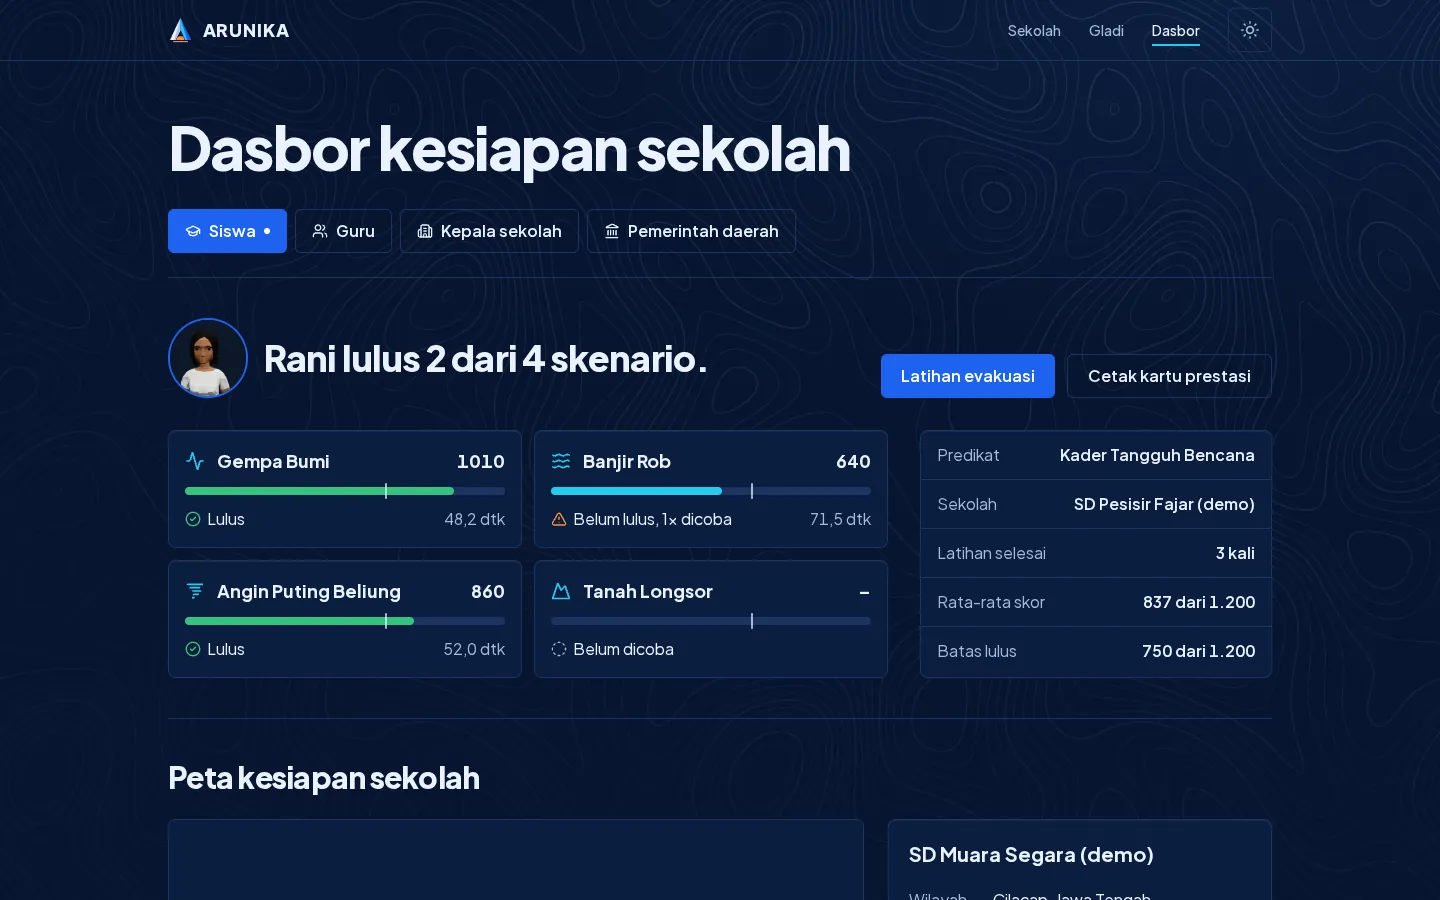 ARUNIKA
Sekolah Gladi Dasbor
Dasbor kesiapan sekolah
Siswa Guru Kepala sekolah Pemerintah daerah
Rani lulus 2 dari 4 skenario.
Latihan evakuasi Cetak kartu prestasi
Gempa Bumi 1010
Lulus 48,2 dtk
Banjir Rob 640
Belum lulus, 1× dicoba 71,5 dtk
Angin Puting Beliung 860
Lulus 52,0 dtk
Tanah Longsor –
Belum dicoba
Predikat Kader Tangguh Bencana
Sekolah SD Pesisir Fajar (demo)
Latihan selesai 3 kali
Rata-rata skor 837 dari 1.200
Batas lulus 750 dari 1.200
Peta kesiapan sekolah
SD Muara Segara (demo)
Wilayah Cilacap, Jawa Tengah